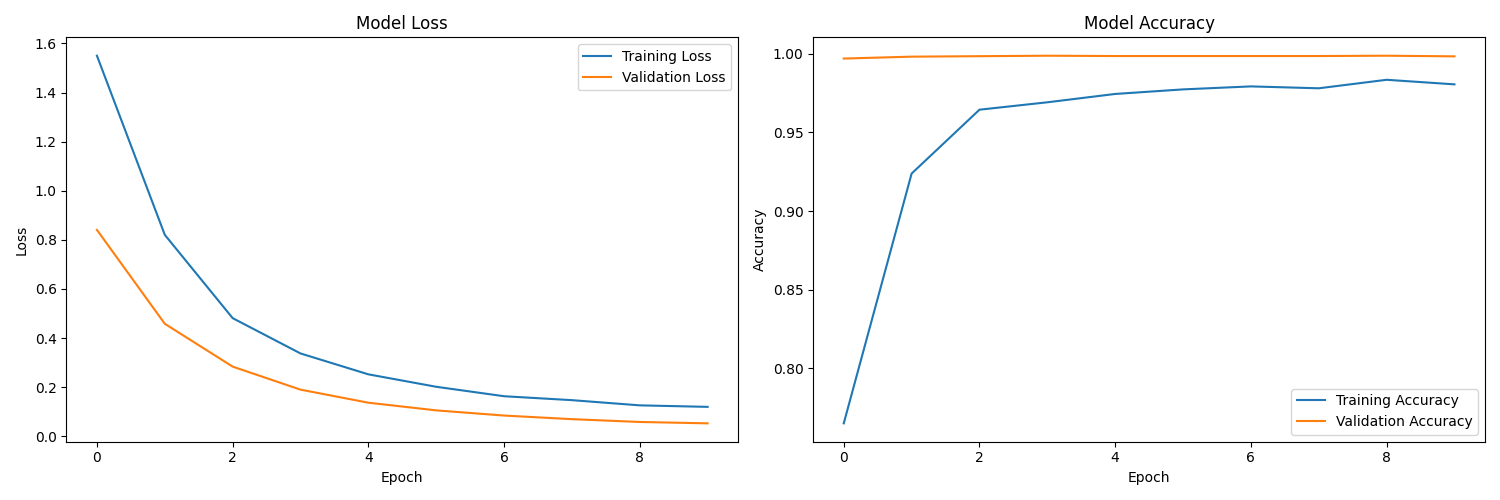 Model Loss
1.6
1.4
1.2
1.0
0.8
0.6
0.4
0.2
0.0
Loss
0 2 4 6 8
Epoch
Training Loss
Validation Loss
Model Accuracy
1.00
0.95
0.90
0.85
0.80
Accuracy
0 2 4 6 8
Epoch
Training Accuracy
Validation Accuracy